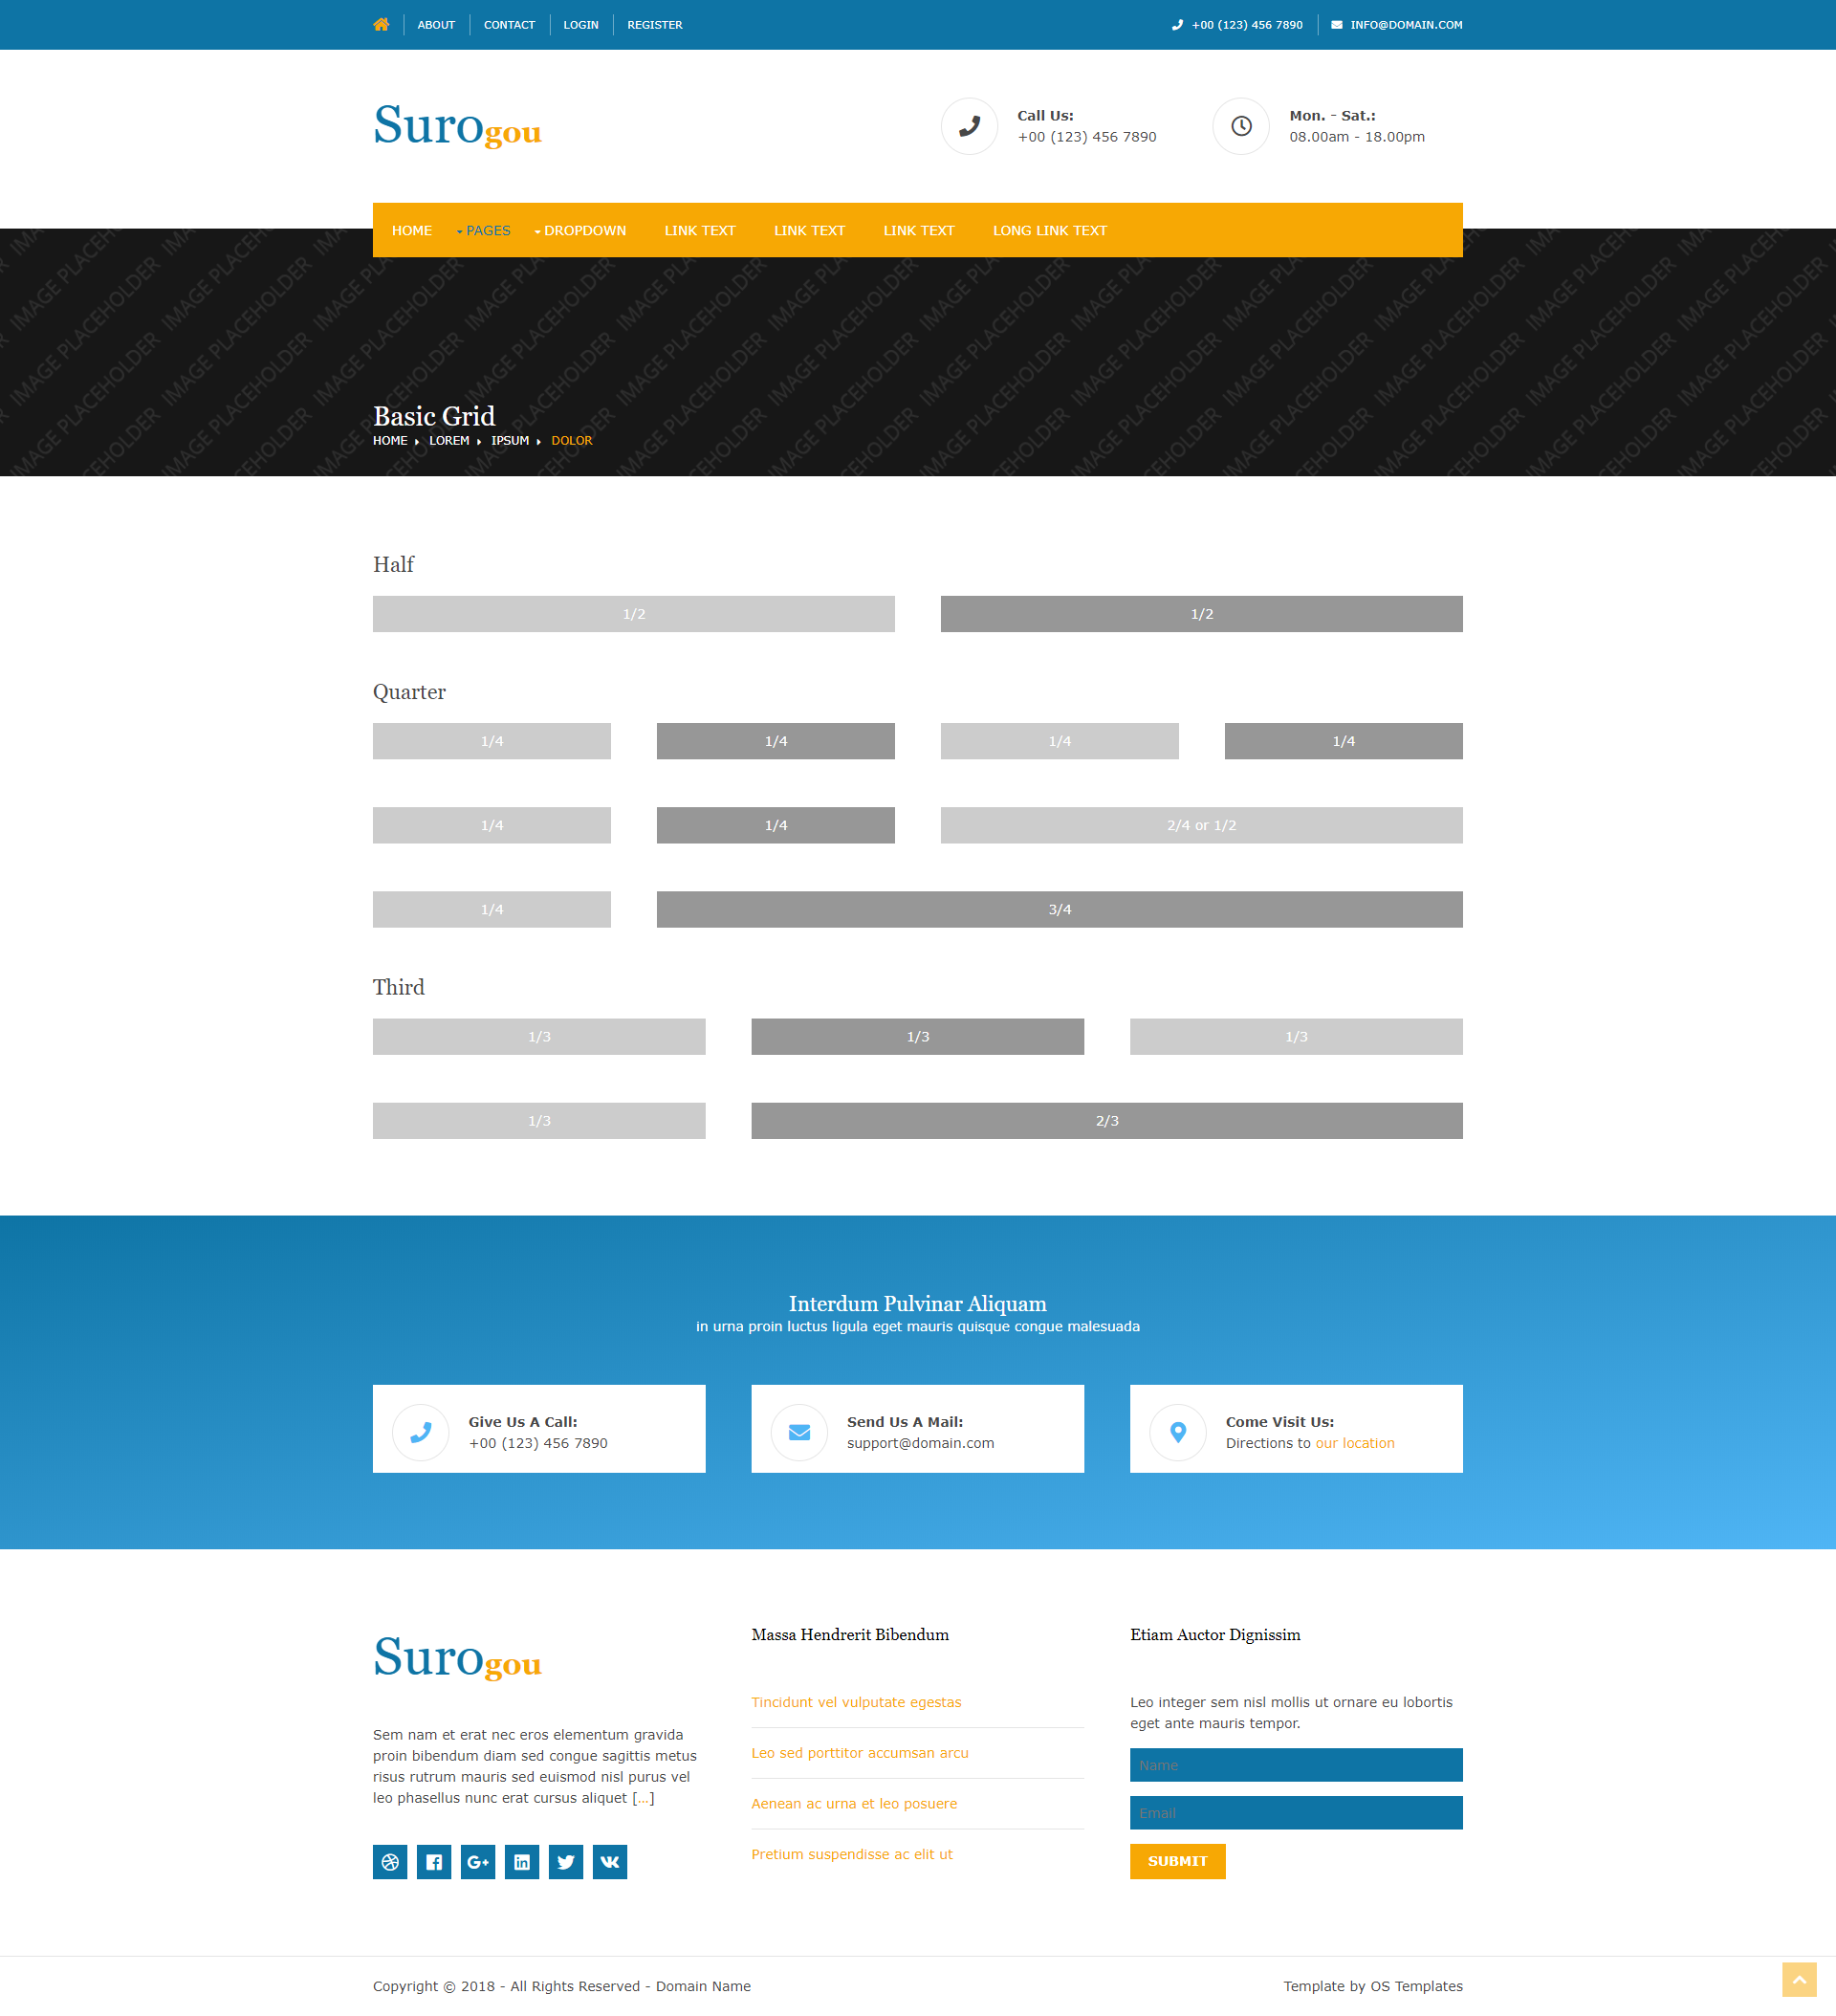 ABOUT
CONTACT
LOGIN
REGISTER
+00 (123) 456 7890
INFO@DOMAIN.COM
Surogou
Call Us:
+00 (123) 456 7890
Mon. - Sat.:
08.00am - 18.00pm
HOME
PAGES
DROPDOWN
LINK TEXT
LINK TEXT
LINK TEXT
LONG LINK TEXT
IMAGE PLACEHOLDER
Basic Grid
HOME
LOREM
IPSUM
DOLOR
Half
1/2
1/2
Quarter
1/4
1/4
1/4
1/4
1/4
1/4
2/4 or 1/2
1/4
3/4
Third
1/3
1/3
1/3
1/3
2/3
Interdum Pulvinar Aliquam
in urna proin luctus ligula eget mauris quisque congue malesuada
Give Us A Call:
+00 (123) 456 7890
Send Us A Mail:
support@domain.com
Come Visit Us:
Directions to our location
Surogou
Sem nam et erat nec eros elementum gravida
proin bibendum diam sed congue sagittis metus
risus rutrum mauris sed euismod nisl purus vel
leo phasellus nunc erat cursus aliquet […]
Massa Hendrerit Bibendum
Tincidunt vel vulputate egestas
Leo sed porttitor accumsan arcu
Aenean ac urna et leo posuere
Pretium suspendisse ac elit ut
Etiam Auctor Dignissim
Leo integer sem nisl mollis ut ornare eu lobortis
eget ante mauris tempor.
Name
Email
SUBMIT
Copyright © 2018 - All Rights Reserved - Domain Name
Template by OS Templates